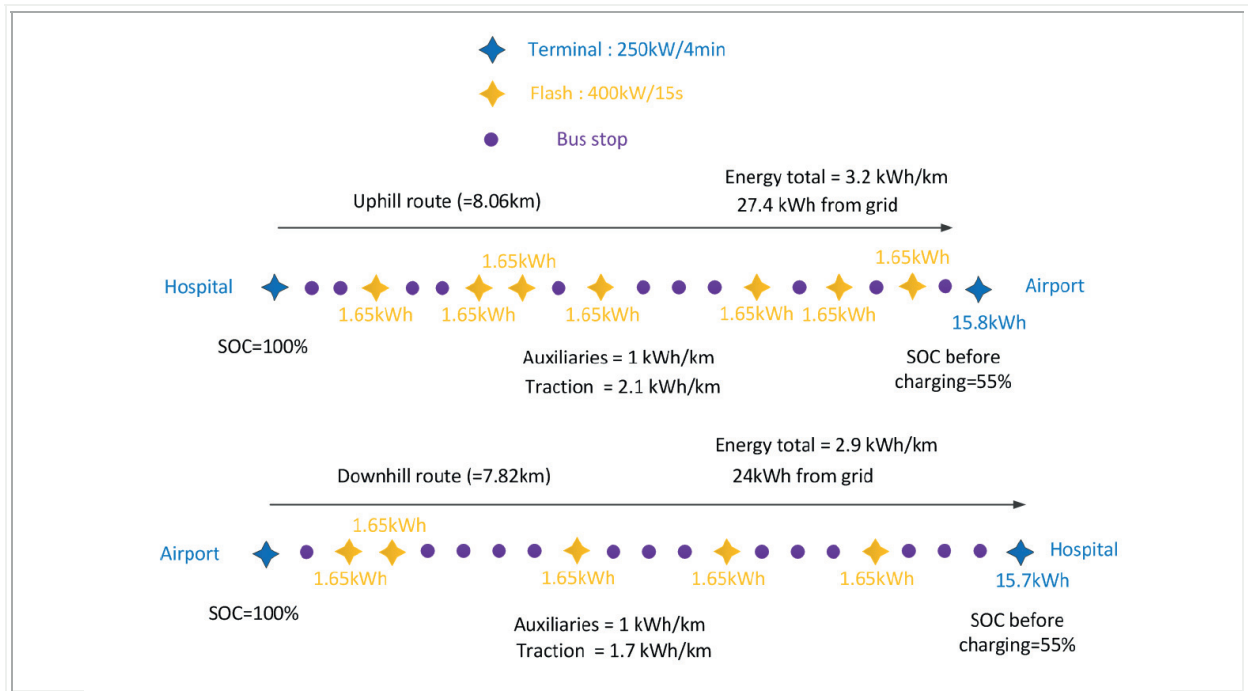 Terminal : 250kW/4min
Flash : 400kW/15s
Bus stop
Energy total = 3.2 kWh/km
Uphill route (=8.06km)
27.4 kWh from grid
1.65kWh
1.65kWh
Hospital
Airport
1.65kWh
1.65kWh
1.65kWh
1.65kWh
1.65kWh
15.8kWh
SOC=100%
Auxiliaries = 1 kWh/km
Traction = 2.1 kWh/km
SOC before
charging=55%
Energy total = 2.9 kWh/km
Downhill route (=7.82km)
24kWh from grid
1.65kWh
Airport
Hospital
1.65kWh
1.65kWh
1.65kWh
1.65kWh
15.7kWh
SOC=100%
Auxiliaries = 1 kWh/km
Traction = 1.7 kWh/km
SOC before
charging=55%